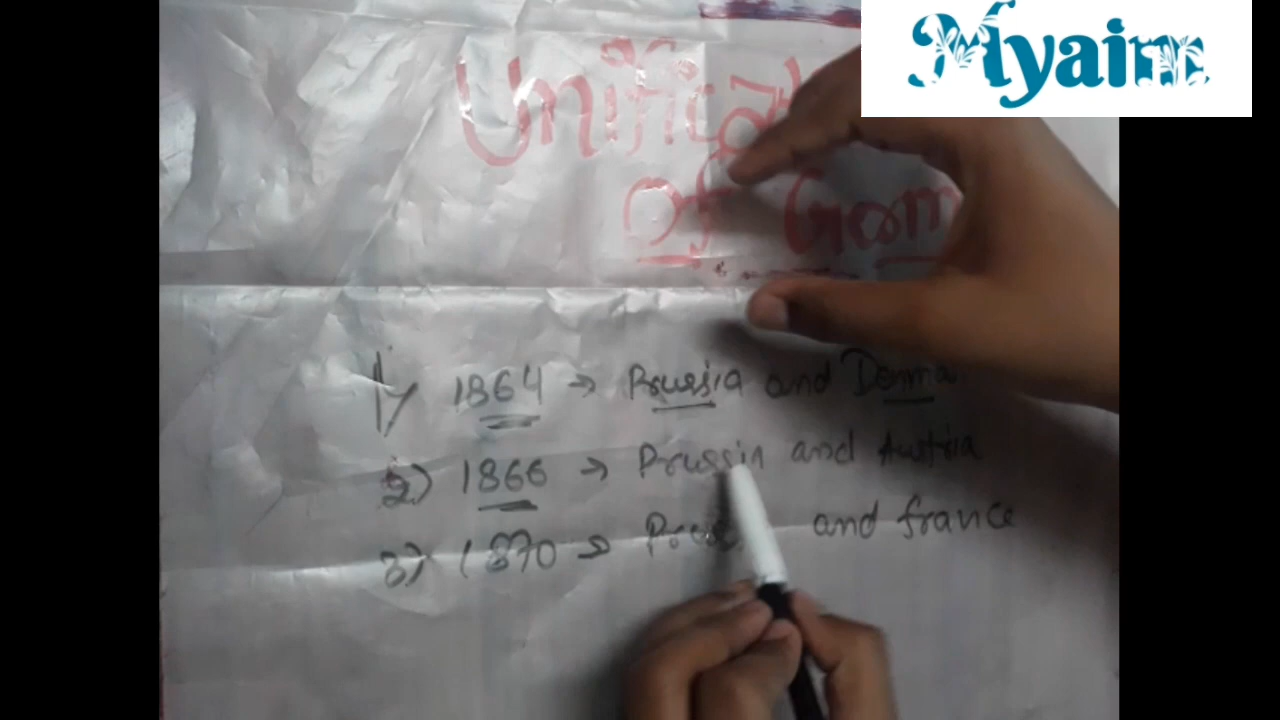 Myaim
Unificat
Of Germ
1) 1864 → Prussia and Denma
2) 1866 → Prussia and Austria
3) 1870 → and france